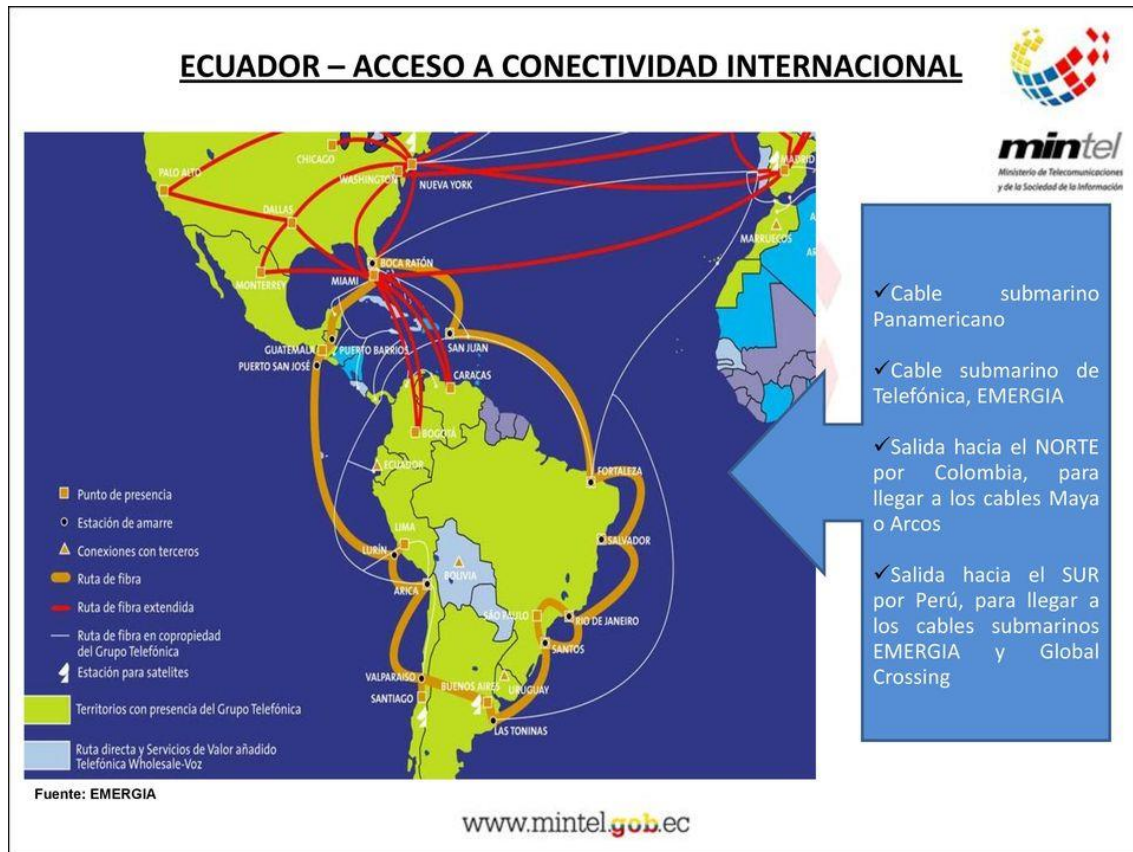 ECUADOR – ACCESO A CONECTIVIDAD INTERNACIONAL
mintel
Ministerio de Telecomunicaciones
y de la Sociedad de la Información
CHICAGO
MADRID
WASHINGTON
NUEVA YORK
PALO ALTO
DALLAS
MARRUECOS
BOCA RATÓN
MONTERREY
MIAMI
SAN JUAN
GUATEMALA
PUERTO BARRIOS
PUERTO SAN JOSÉ
CARACAS
BOGOTÁ
ECUADOR
FORTALEZA
LIMA
SALVADOR
LURÍN
BOLIVIA
ARICA
SÃO PAULO
RIO DE JANEIRO
SANTOS
VALPARAISO
BUENOS AIRES
URUGUAY
SANTIAGO
LAS TONINAS
Punto de presencia
Estación de amarre
Conexiones con terceros
Ruta de fibra
Ruta de fibra extendida
Ruta de fibra en copropiedad
del Grupo Telefónica
Estación para satelites
Territorios con presencia del Grupo Telefónica
Ruta directa y Servicios de Valor añadido
Telefónica Wholesale-Voz
✓Cable submarino
Panamericano
✓Cable submarino de
Telefónica, EMERGIA
✓Salida hacia el NORTE
por Colombia, para
llegar a los cables Maya
o Arcos
✓Salida hacia el SUR
por Perú, para llegar a
los cables submarinos
EMERGIA y Global
Crossing
Fuente: EMERGIA
www.mintel.gob.ec